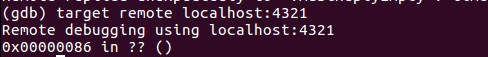 (gdb) target remote localhost:4321
Remote debugging using localhost:4321
0x00000086 in ?? ()